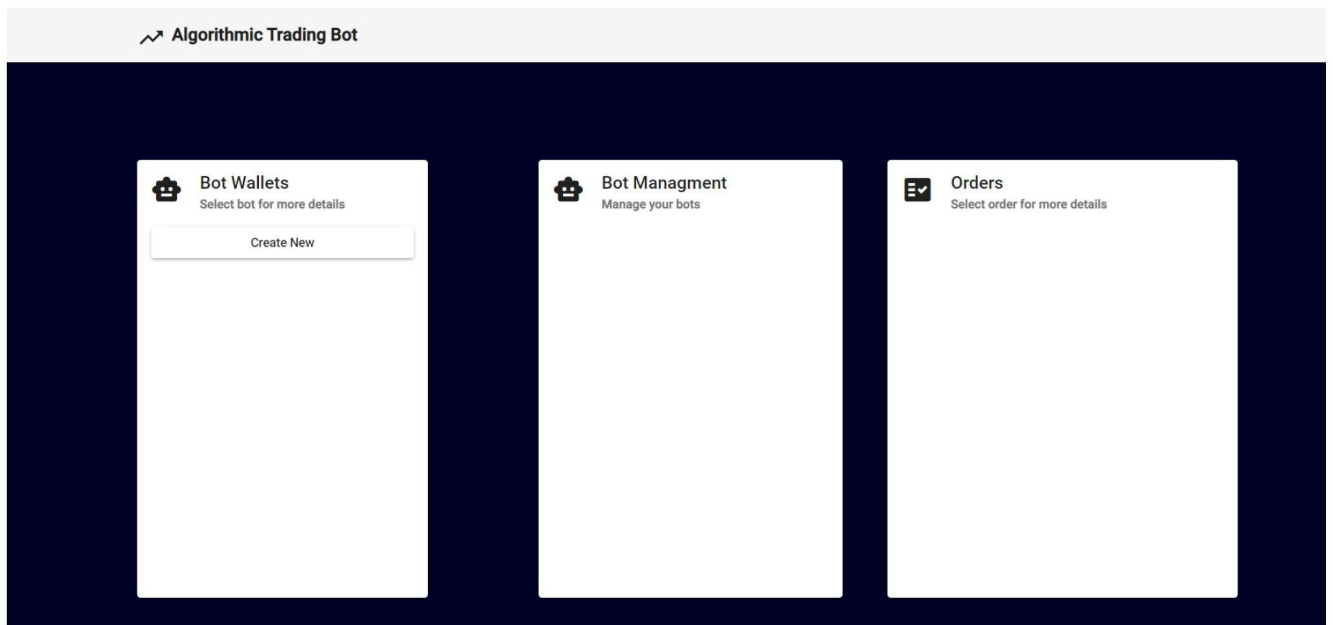 Algorithmic Trading Bot
Bot Wallets
Select bot for more details
Create New
Bot Managment
Manage your bots
Orders
Select order for more details